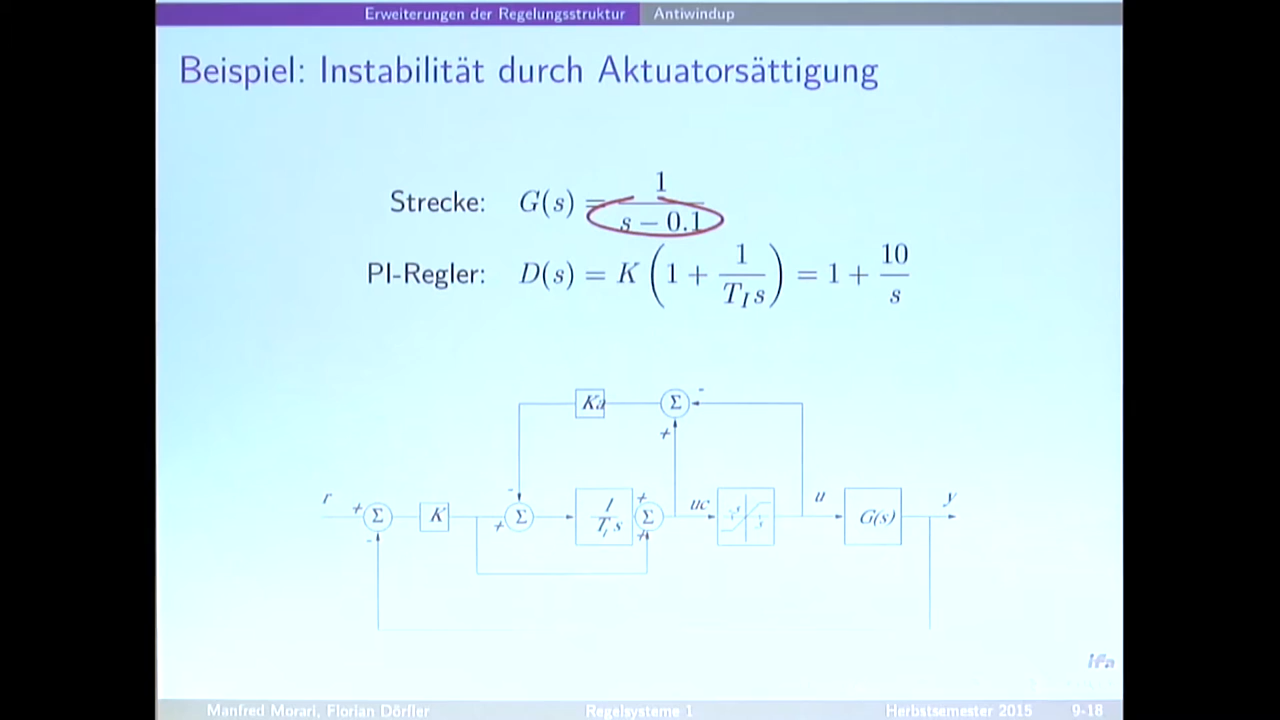 Erweiterungen der Regelungsstruktur Antiwindup
Beispiel: Instabilität durch Aktuatorsättigung
Strecke: G(s) = 1 / (s − 0.1)
PI-Regler: D(s) = K (1 + 1 / (T_I s)) = 1 + 10 / s
Ka Σ -
+
r + Σ - K + Σ - 1 / (T_i s) + Σ + uc u G(s) y
ifa
Manfred Morari, Florian Dörfler Regelsysteme 1 Herbstsemester 2015 9-18